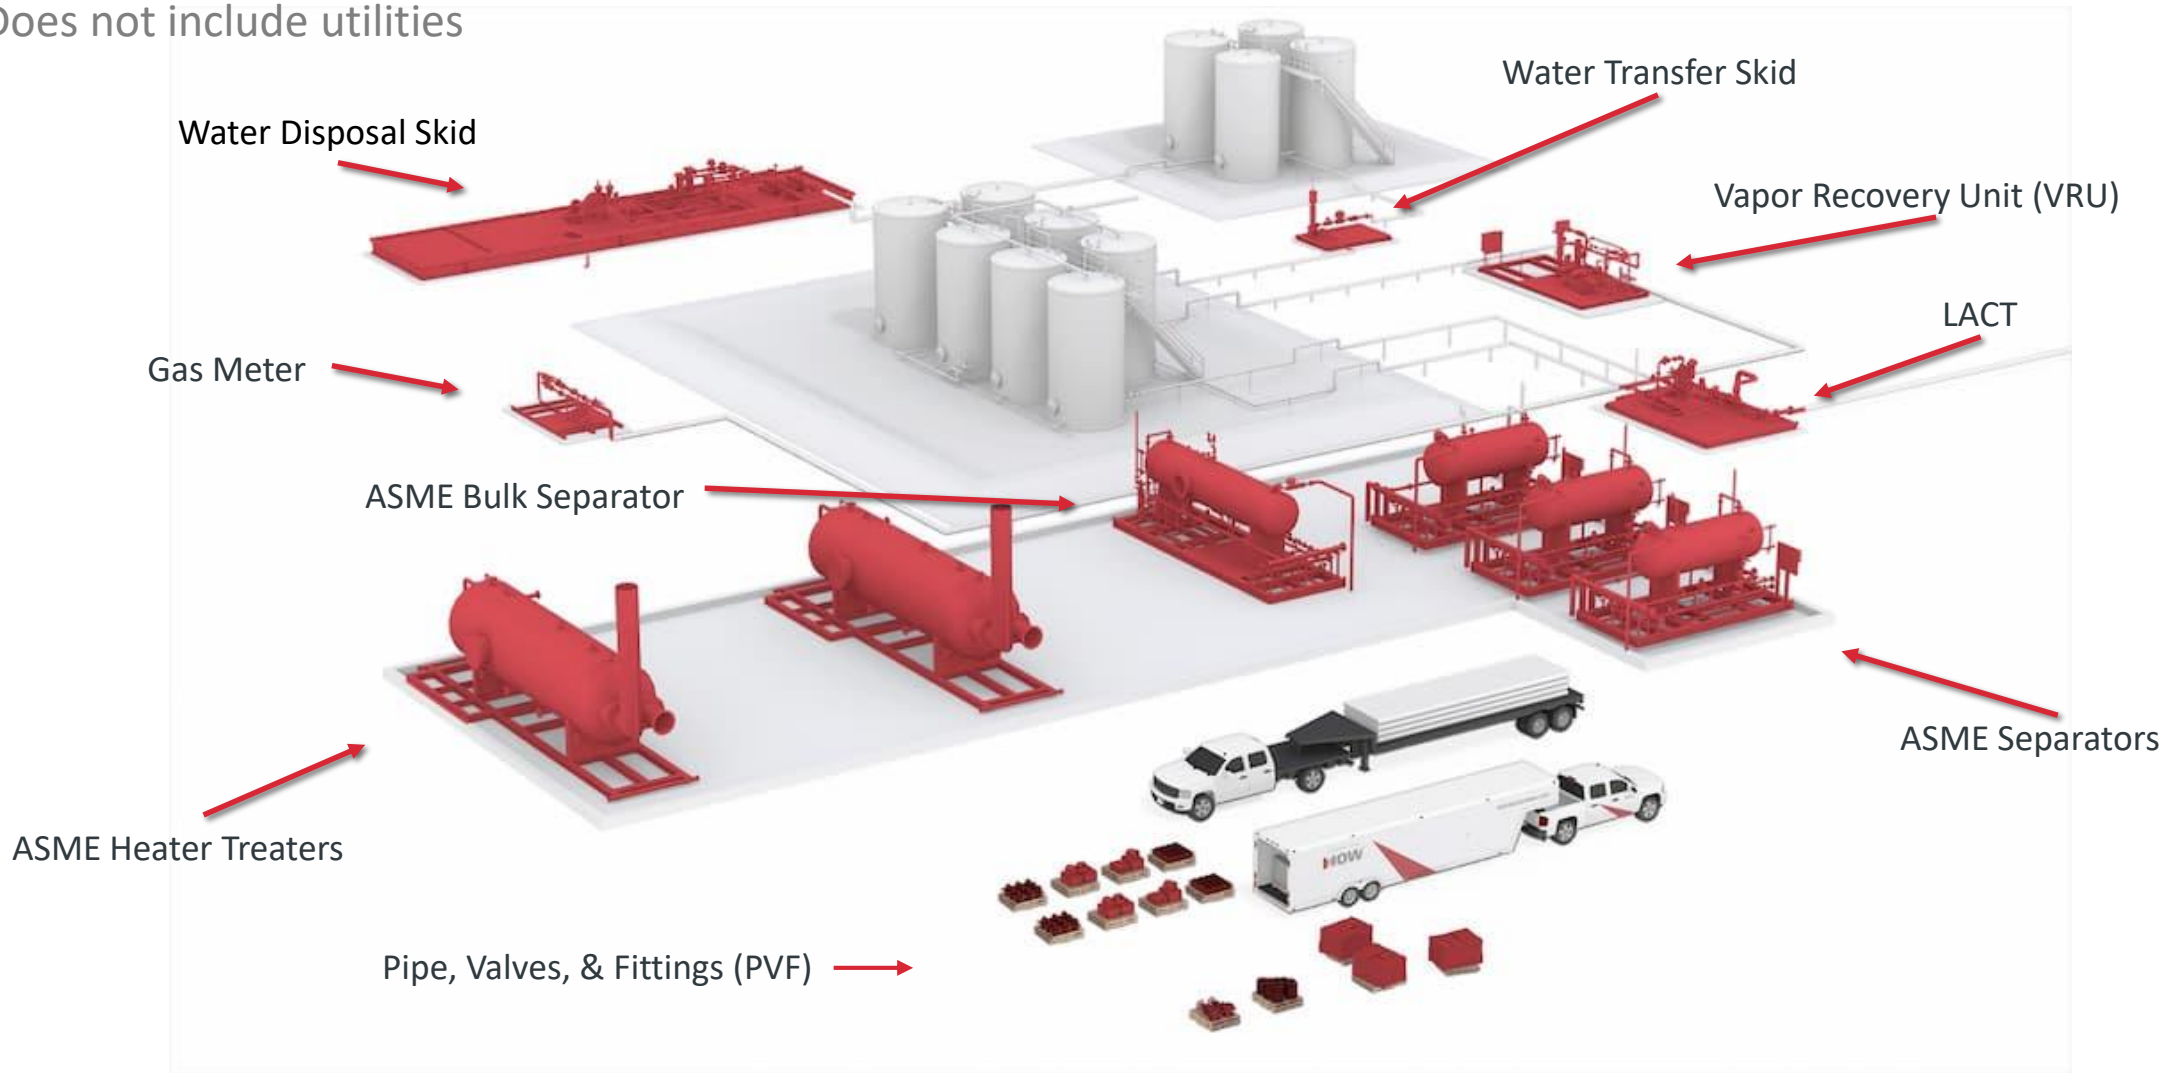 Does not include utilities
Water Transfer Skid
Water Disposal Skid
Vapor Recovery Unit (VRU)
LACT
Gas Meter
ASME Bulk Separator
ASME Separators
ASME Heater Treaters
NOW
Pipe, Valves, & Fittings (PVF)